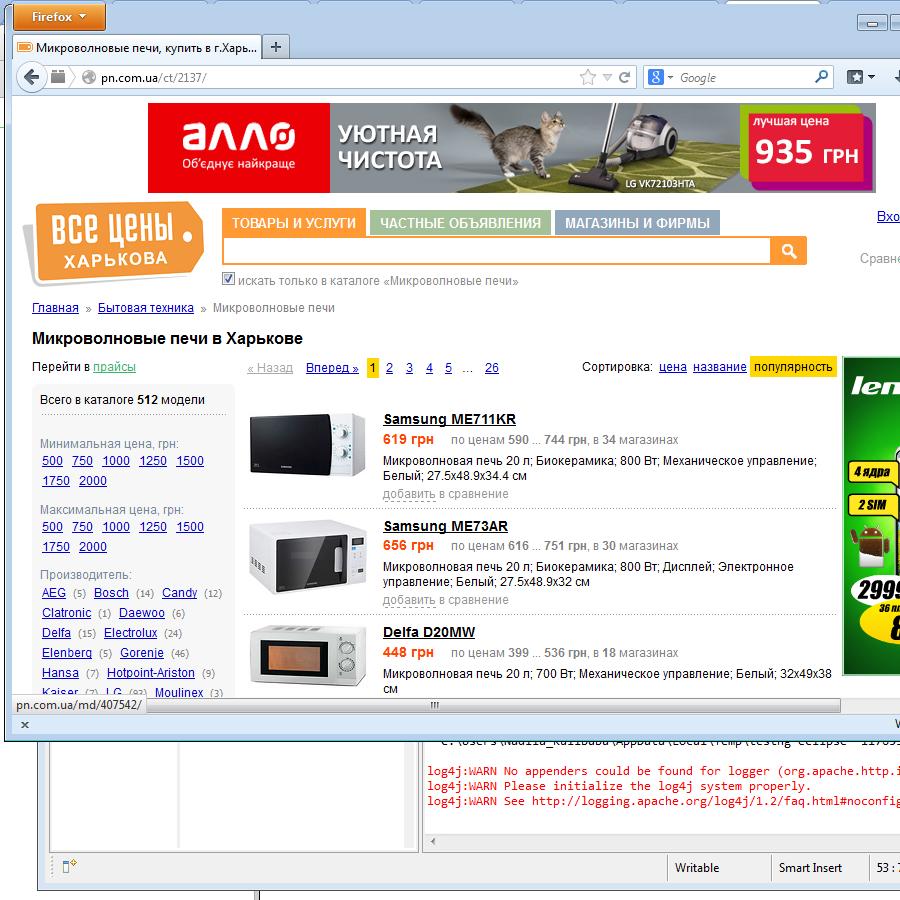 Firefox
Микроволновые печи, купить в г.Харь...
pn.com.ua/ct/2137/
Google
алло
Об'єднує найкраще
УЮТНАЯ
ЧИСТОТА
LG VK72103HTA
лучшая цена
935 ГРН
ВСЕ ЦЕНЫ
ХАРЬКОВА
ТОВАРЫ И УСЛУГИ
ЧАСТНЫЕ ОБЪЯВЛЕНИЯ
МАГАЗИНЫ И ФИРМЫ
Вхо
искать только в каталоге «Микроволновые печи»
Сравне
Главная » Бытовая техника » Микроволновые печи
Микроволновые печи в Харькове
Перейти в прайсы
« Назад Вперед » 1 2 3 4 5 ... 26
Сортировка: цена название популярность
Всего в каталоге 512 модели
Минимальная цена, грн:
500 750 1000 1250 1500
1750 2000
Максимальная цена, грн:
500 750 1000 1250 1500
1750 2000
Производитель:
AEG (5) Bosch (14) Candy (12)
Clatronic (1) Daewoo (6)
Delfa (15) Electrolux (24)
Elenberg (5) Gorenje (46)
Hansa (7) Hotpoint-Ariston (9)
Kaiser (7) LG (93) Moulinex (3)
Samsung ME711KR
619 грн по ценам 590 ... 744 грн, в 34 магазинах
Микроволновая печь 20 л; Биокерамика; 800 Вт; Механическое управление;
Белый; 27.5x48.9x34.4 см
добавить в сравнение
Samsung ME73AR
656 грн по ценам 616 ... 751 грн, в 30 магазинах
Микроволновая печь 20 л; Биокерамика; 800 Вт; Дисплей; Электронное
управление; Белый; 27.5x48.9x32 см
добавить в сравнение
Delfa D20MW
448 грн по ценам 399 ... 536 грн, в 18 магазинах
Микроволновая печь 20 л; 700 Вт; Механическое управление; Белый; 32x49x38
см
len
4 ядра
2 SIM
2999
36 пл
8
pn.com.ua/md/407542/
C:\Users\Nadiia_Kulibaba\AppData\Local\Temp\testng-eclipse--117099
log4j:WARN No appenders could be found for logger (org.apache.http.i
log4j:WARN Please initialize the log4j system properly.
log4j:WARN See http://logging.apache.org/log4j/1.2/faq.html#noconfig
Writable
Smart Insert
53 : 7